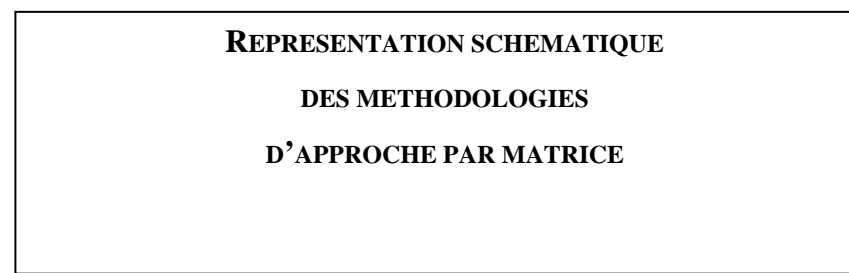 REPRESENTATION SCHEMATIQUE
DES METHODOLOGIES
D’APPROCHE PAR MATRICE